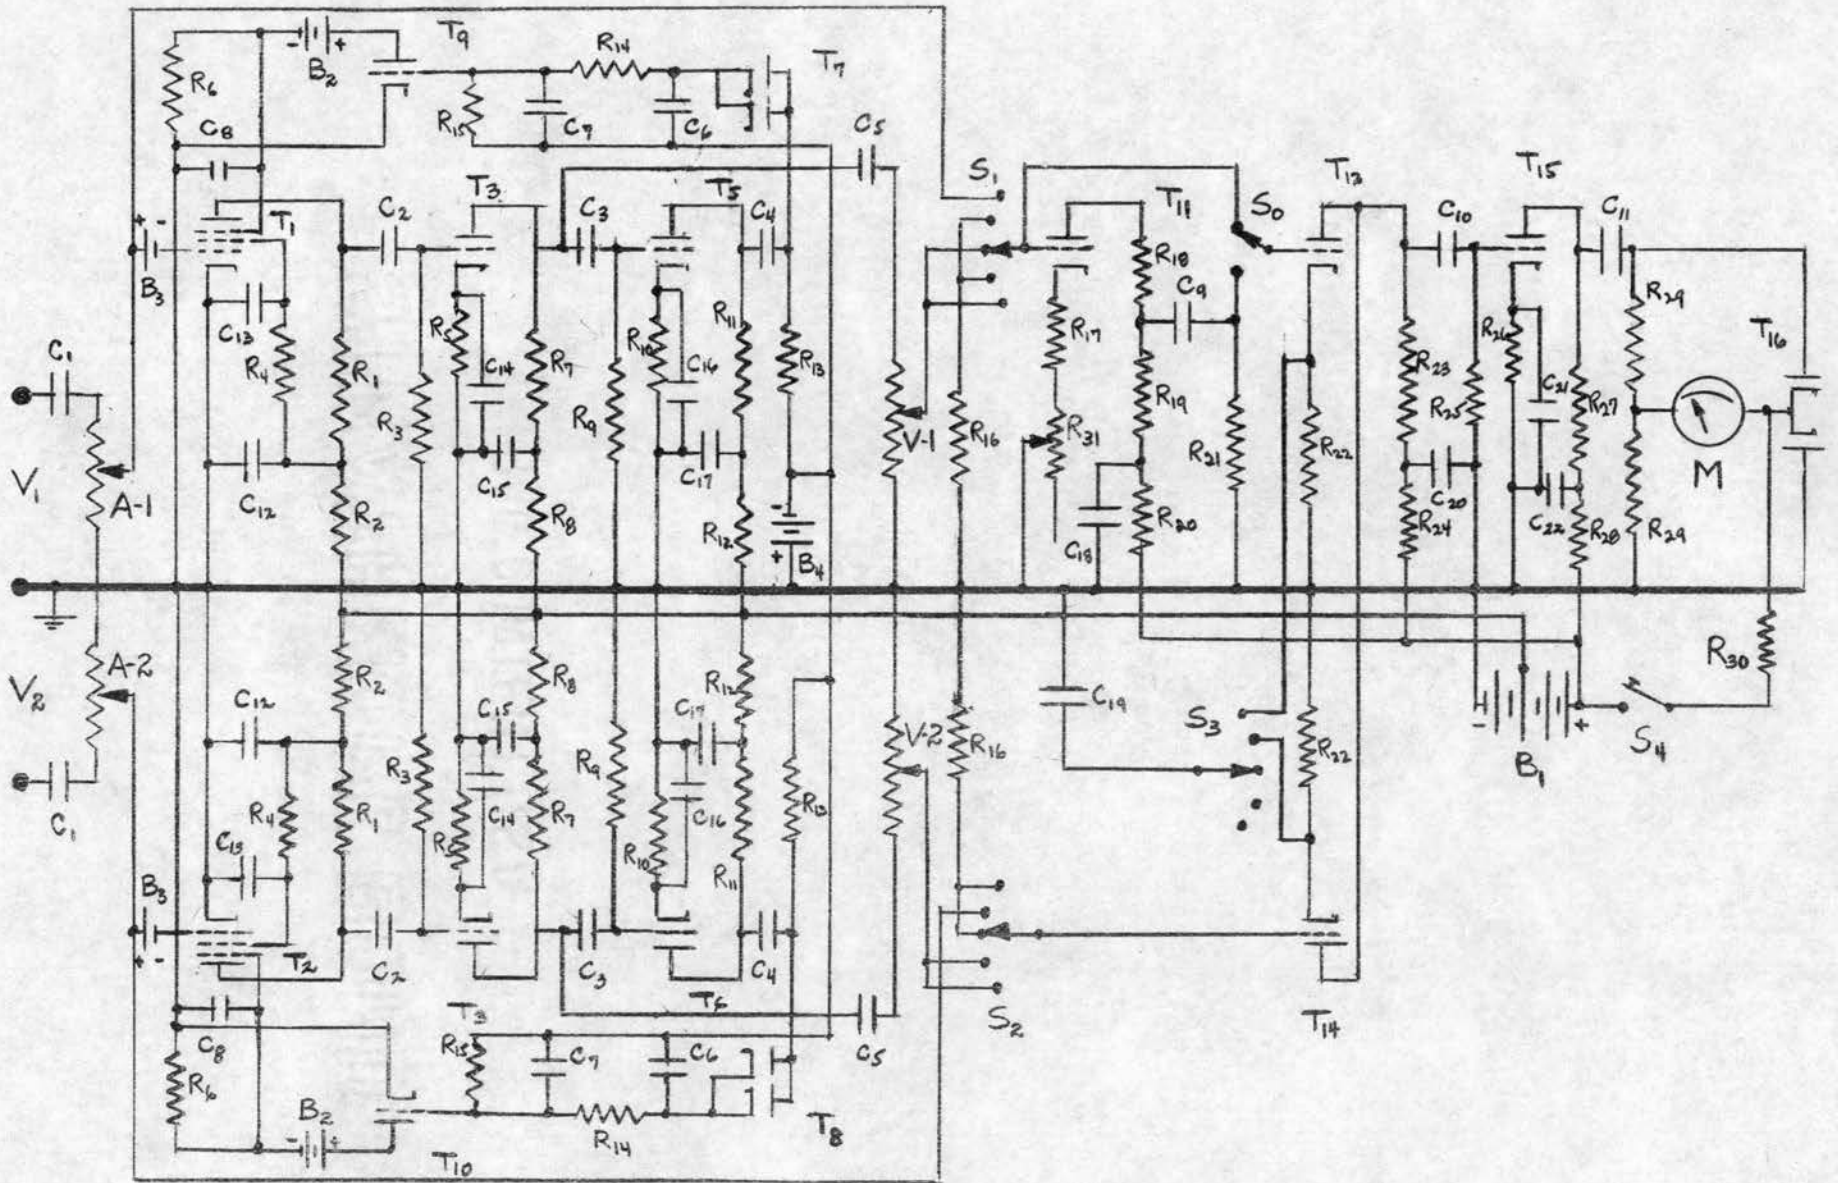 T9
R6
B2
R14
T7
R15
C7
C6
C8
C5
T1
C2
T3
C3
T5
C4
S1
T11
S0
T13
C10
T15
C11
B3
C13
R4
R1
R3
R5
C14
R7
R9
R10
C16
R11
R13
R17
R18
C9
R23
R25
R26
C21
R27
R29
T16
C1
C12
V1
A-1
R2
C15
R8
C17
R12
B4
V-1
R16
R31
R19
C18
R20
R21
R22
C20
R24
C22
R28
R29
M
V2
A-2
C12
R2
C15
R8
C17
R12
V-2
R16
C19
S3
R22
B1
S4
R30
C1
R4
R1
R3
C14
R7
R9
C16
R13
C13
R5
R10
R11
B3
T2
C2
C3
T6
C4
C8
R6
T3
R15
C7
C6
C5
S2
T14
B2
T10
R14
T8